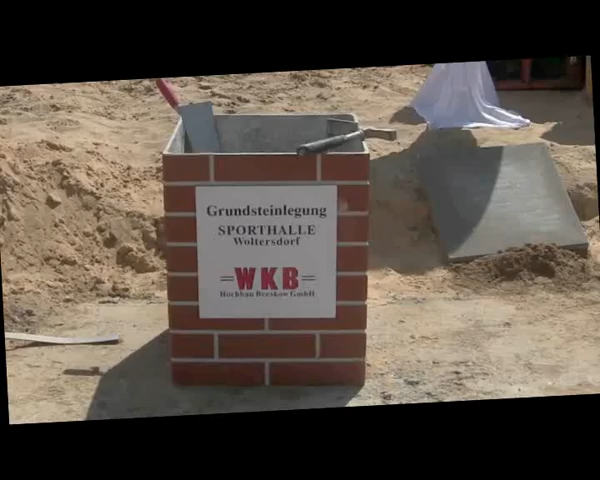 Grundsteinlegung
SPORTHALLE
Woltersdorf
=WKB=
Hochbau Beeskow GmbH